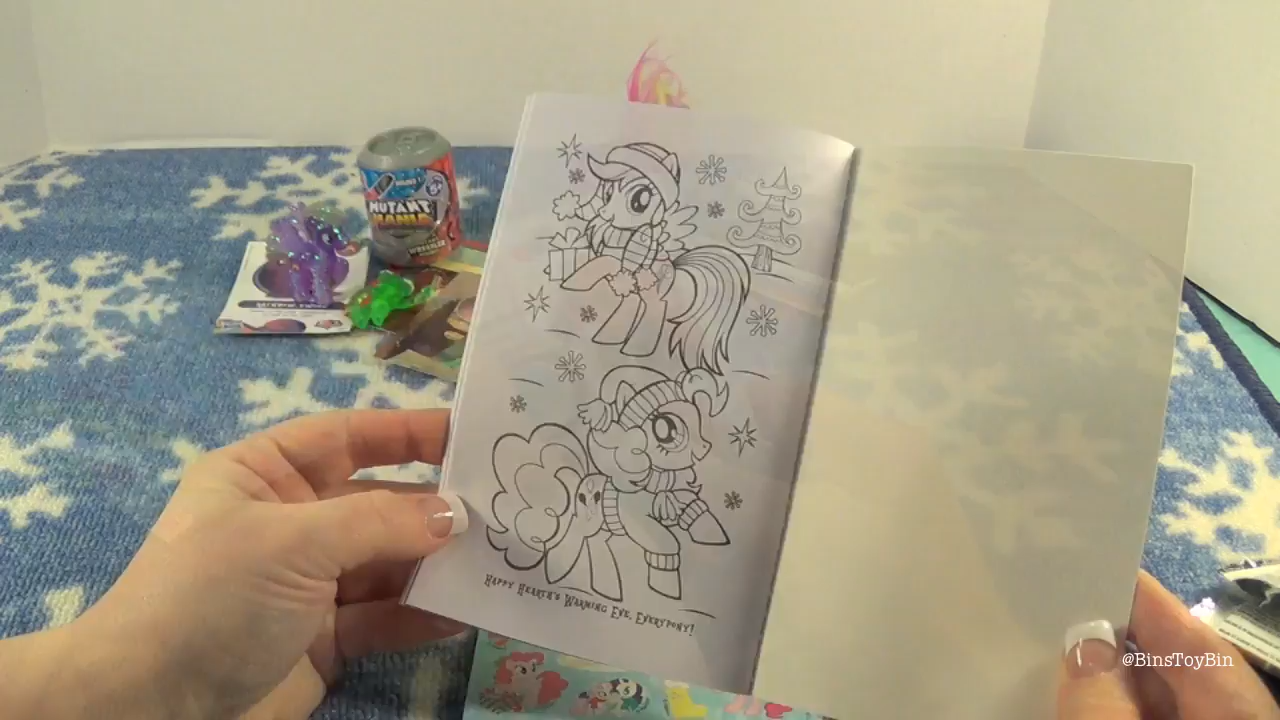 MUTANT
MANIA
HAPPY HEARTH'S WARMING EVE, EVERYPONY!
@BinsToyBin